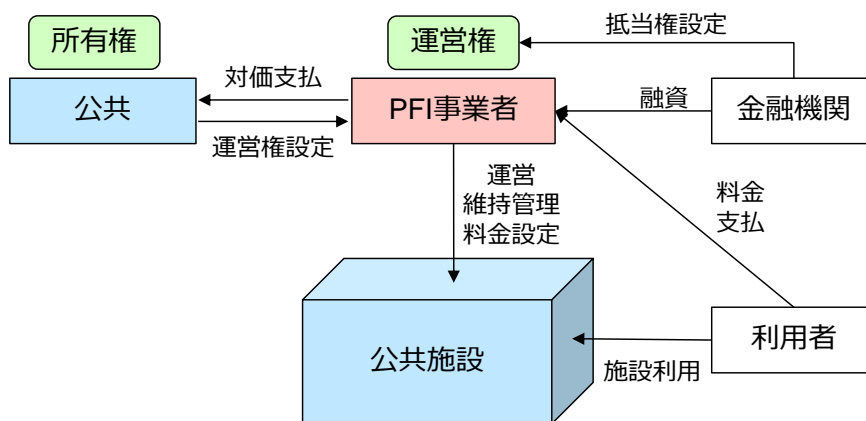 所有権
運営権
抵当権設定
対価支払
公共
PFI事業者
融資
金融機関
運営権設定
運営
維持管理
料金設定
料金
支払
公共施設
利用者
施設利用